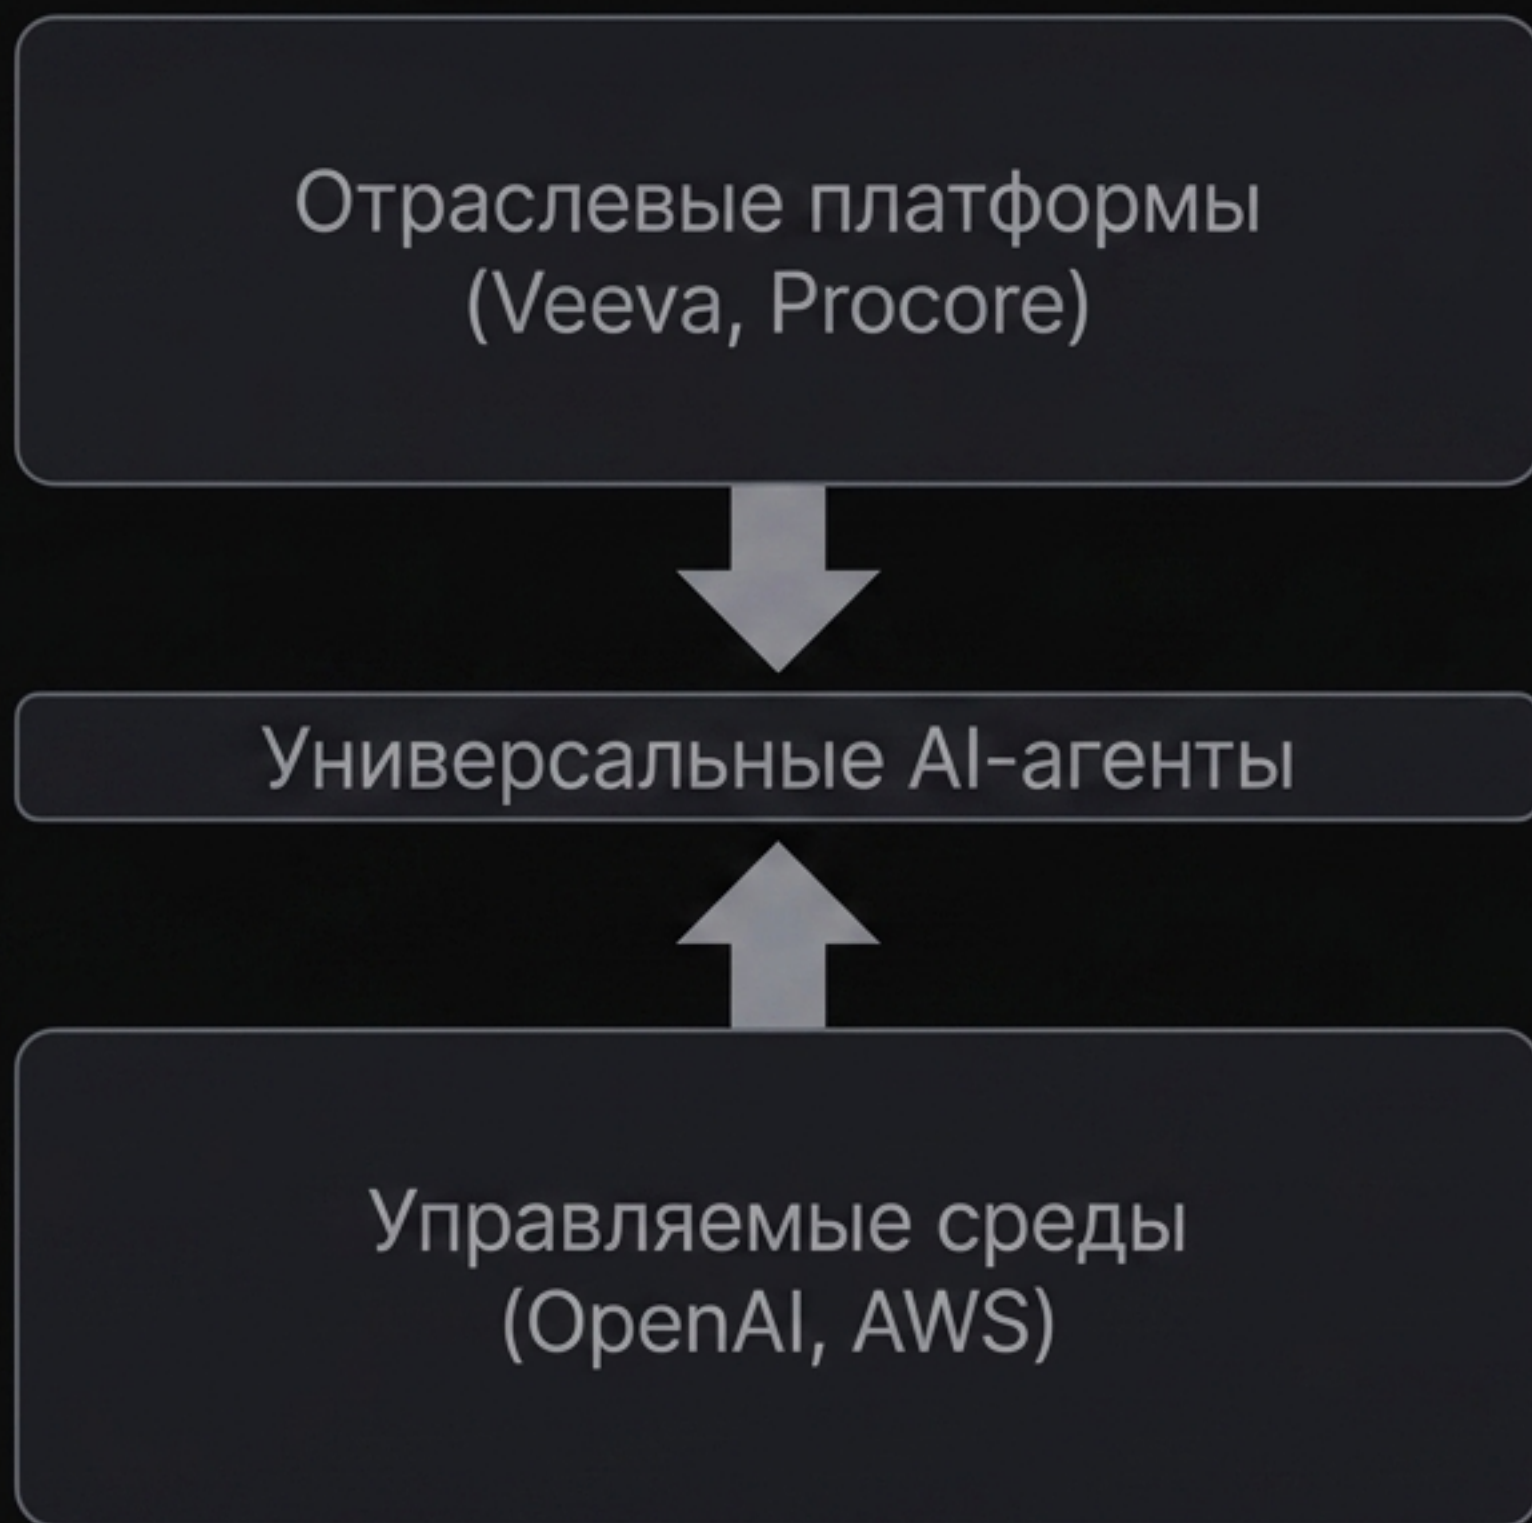 Отраслевые платформы
(Veeva, Procore)
Универсальные AI-агенты
Управляемые среды
(OpenAI, AWS)